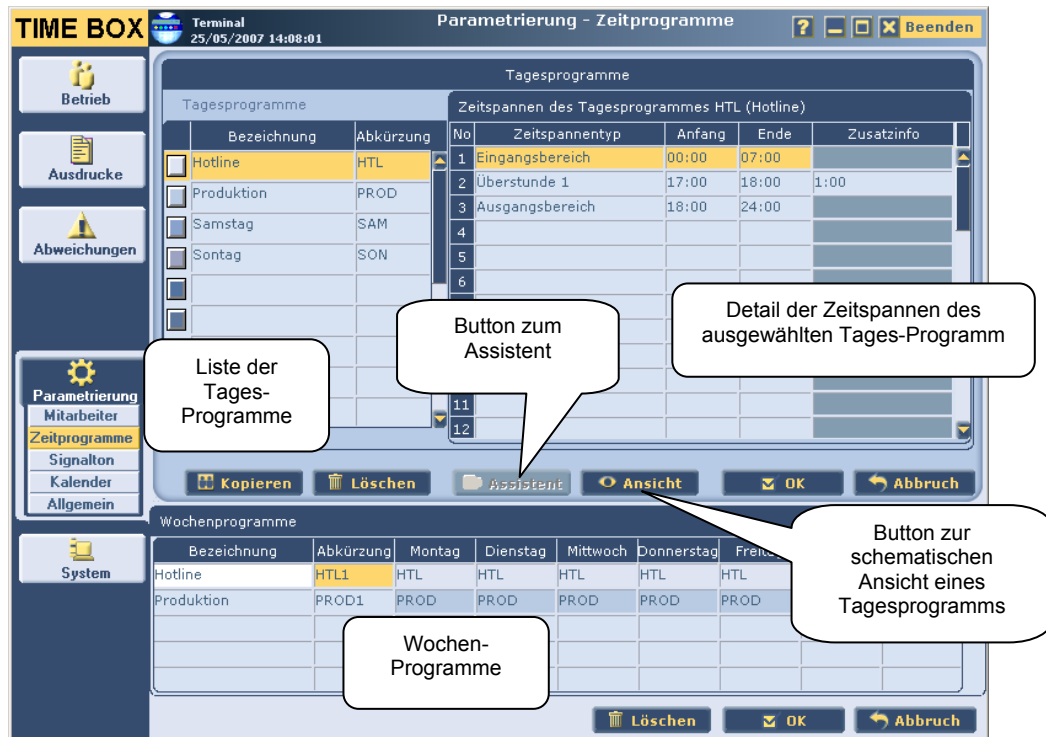 TIME BOX
Terminal
25/05/2007 14:08:01
Parametrierung - Zeitprogramme
?
Beenden
Betrieb
Ausdrucke
Abweichungen
Parametrierung
Mitarbeiter
Zeitprogramme
Signalton
Kalender
Allgemein
System
Tagesprogramme
Tagesprogramme
Bezeichnung Abkürzung
Hotline HTL
Produktion PROD
Samstag SAM
Sontag SON
Zeitspannen des Tagesprogrammes HTL (Hotline)
No Zeitspannentyp Anfang Ende Zusatzinfo
1 Eingangsbereich 00:00 07:00
2 Überstunde 1 17:00 18:00 1:00
3 Ausgangsbereich 18:00 24:00
4
5
6
11
12
Liste der
Tages-
Programme
Button zum
Assistent
Detail der Zeitspannen des
ausgewählten Tages-Programm
Kopieren Löschen Assistent Ansicht OK Abbruch
Button zur
schematischen
Ansicht eines
Tagesprogramms
Wochenprogramme
Bezeichnung Abkürzung Montag Dienstag Mittwoch Donnerstag
Hotline HTL1 HTL HTL HTL HTL HTL
Produktion PROD1 PROD PROD PROD PROD PROD
Wochen-
Programme
Löschen OK Abbruch